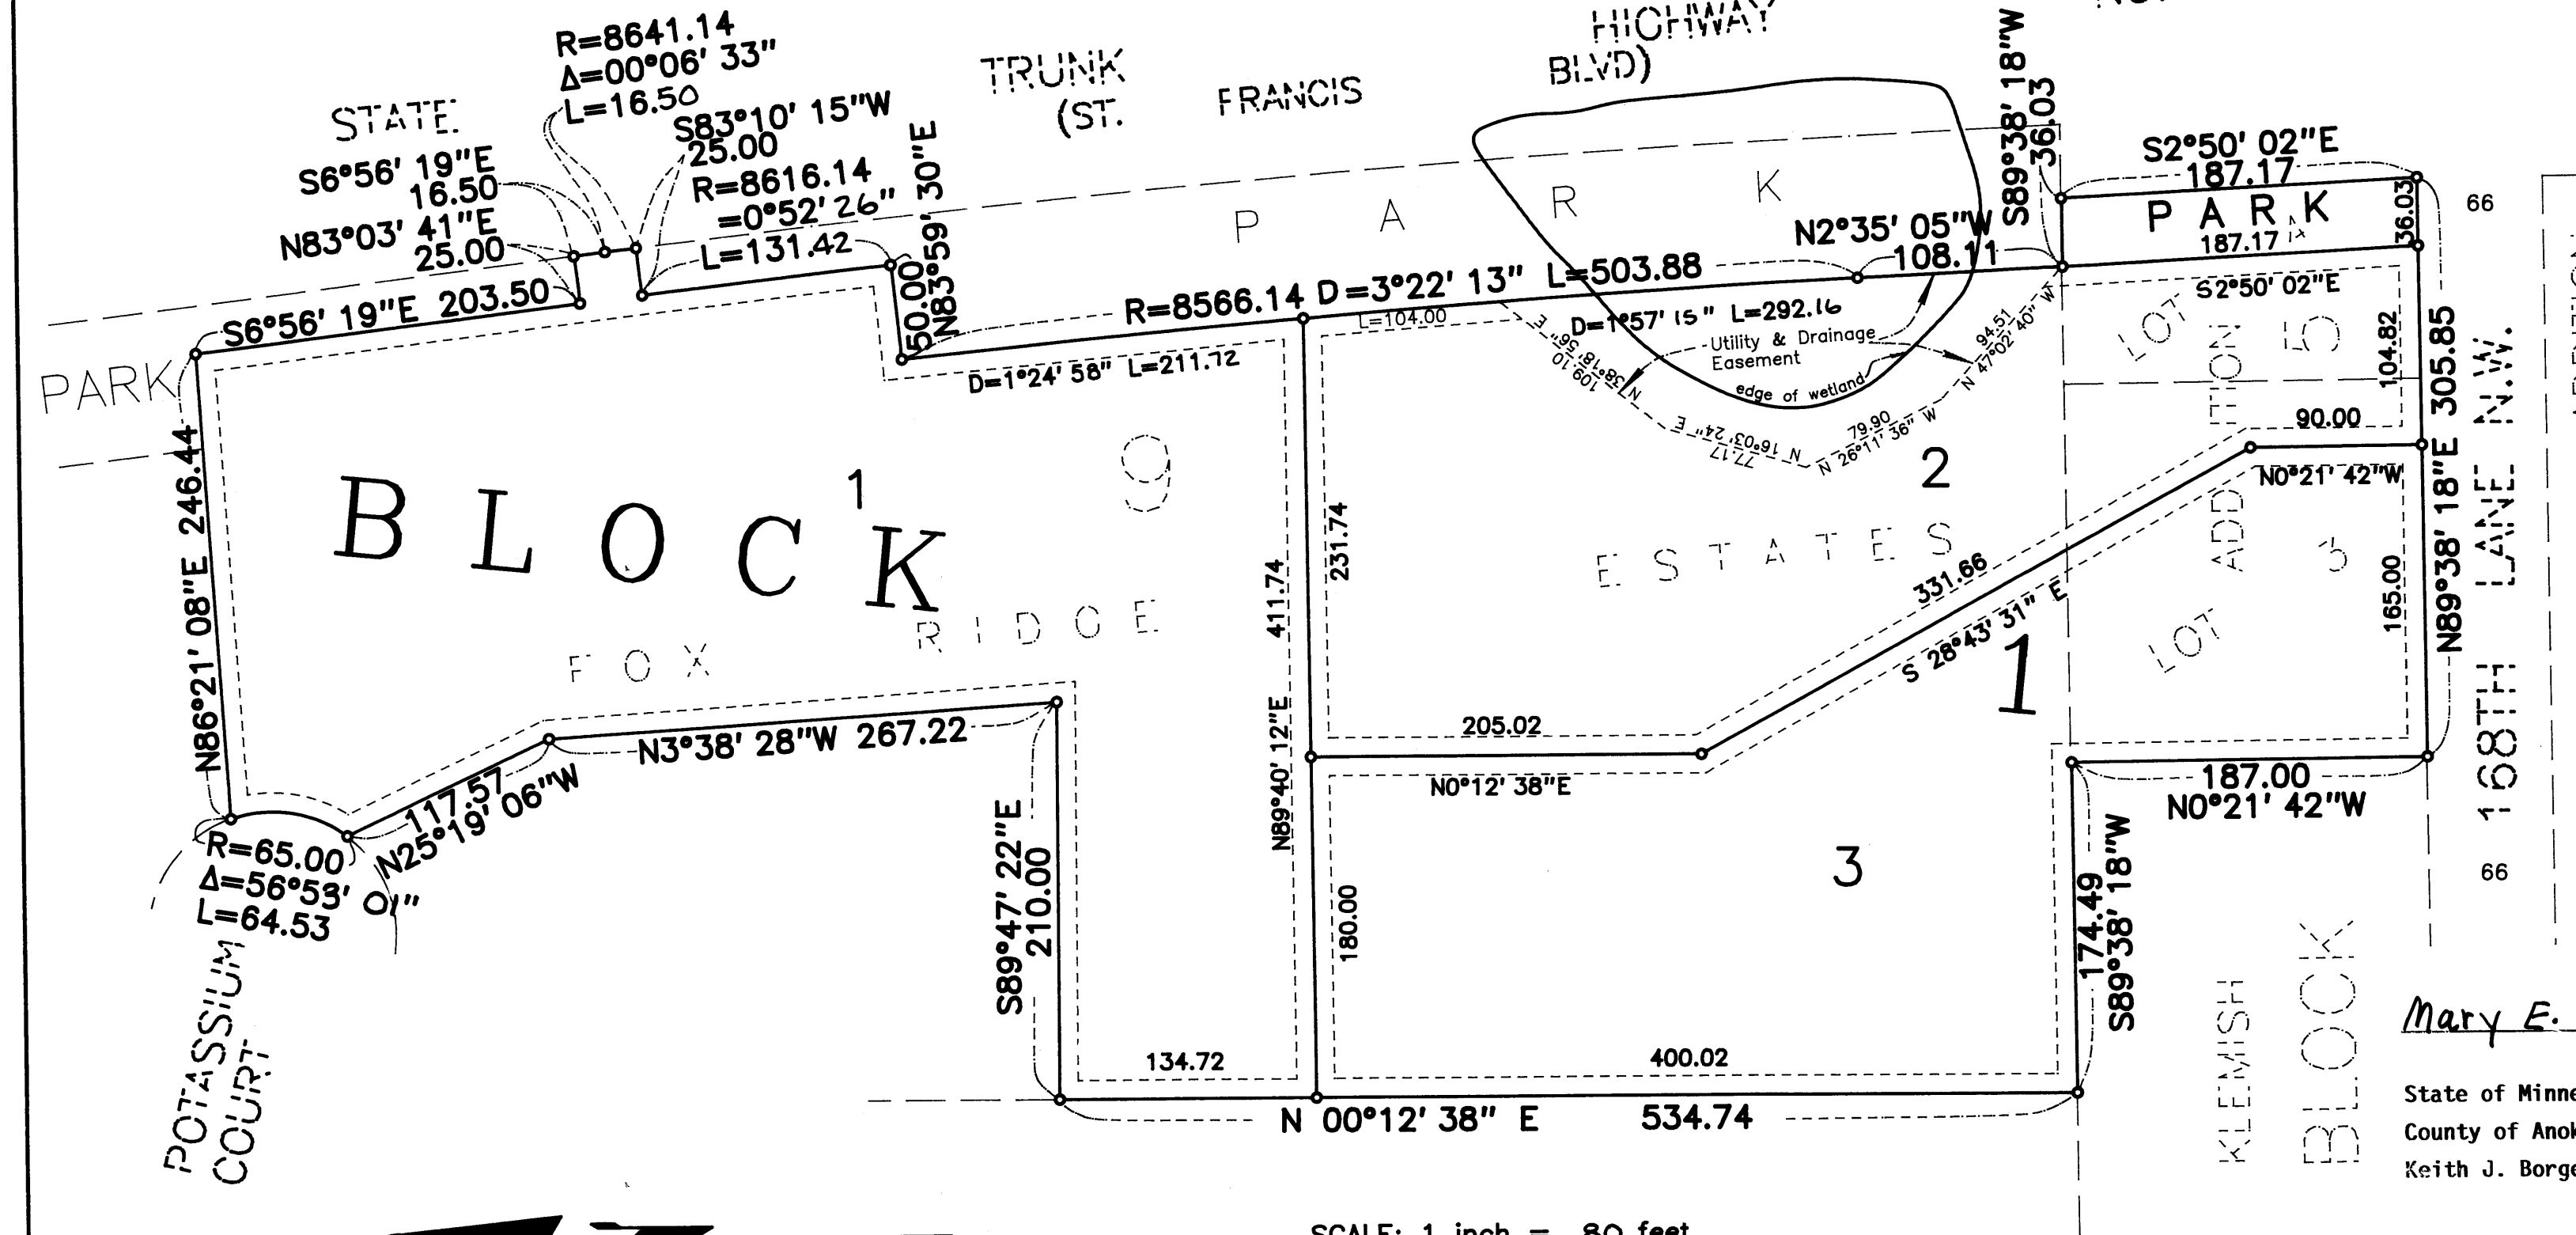 R=8641.14
Δ=00°06' 33"
L=16.50
STATE
TRUNK
HIGHWAY
(ST.
FRANCIS
BLVD)
S83°10' 15"W
25.00
S6°56' 19"E
16.50
N83°03' 41"E
25.00
R=8616.14
=0°52' 26"
L=131.42
50.00
N83°59' 30"E
S89°38' 18"W
36.03
S2°50' 02"E
187.17
PARK
187.17
36.03
66
P A R K
N2°35' 05"W
108.11
R=8566.14 D=3°22' 13" L=503.88
S6°56' 19"E 203.50
PARK
L=104.00
D=1°57' 15" L=292.16
Utility & Drainage
Easement
edge of wetland
N 38°18' 56" E
109.10
N 16°03' 24" E
77.17
79.90
N 26°11' 36" W
94.51
N 47°02' 40" W
S2°50' 02"E
LOT 5
104.82
D=1°24' 58" L=211.72
N86°21' 08"E 246.44
BLOCK
1
9
2
231.74
411.74
N89°40' 12"E
FOX RIDGE
ESTATES
ADDITION
90.00
N0°21' 42"W
N89°38' 18"E 305.85
168TH LANE N.W.
331.66
S 28°43' 31" E
1
LOT 3
165.00
205.02
N0°12' 38"E
N3°38' 28"W 267.22
117.57
N25°19' 06"W
R=65.00
Δ=56°53' 01"
L=64.53
POTASSIUM
COURT
S89°47' 22"E
210.00
180.00
3
187.00
N0°21' 42"W
174.49
S89°38' 18"W
66
134.72
400.02
N 00°12' 38" E 534.74
KLEMISH
BLOCK
Mary E.
State of Minne
County of Anok
Keith J. Borge
SCALE: 1 inch = 80 feet